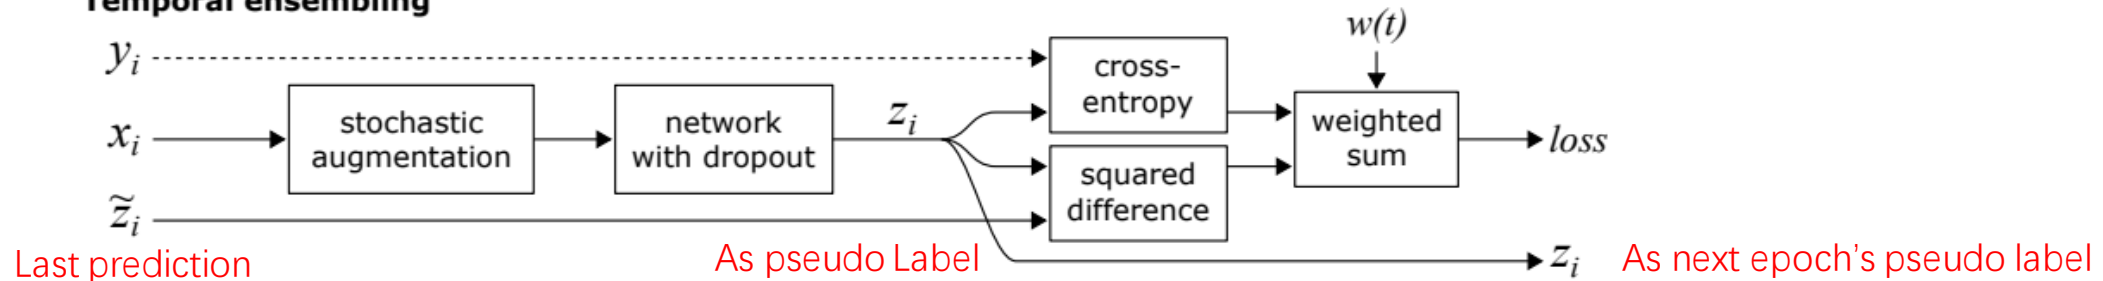 Temporal ensembling
w(t)
yᵢ
cross-
entropy
xᵢ
stochastic
augmentation
network
with dropout
zᵢ
weighted
sum
loss
squared
difference
z̃ᵢ
Last prediction
As pseudo Label
zᵢ
As next epoch's pseudo label